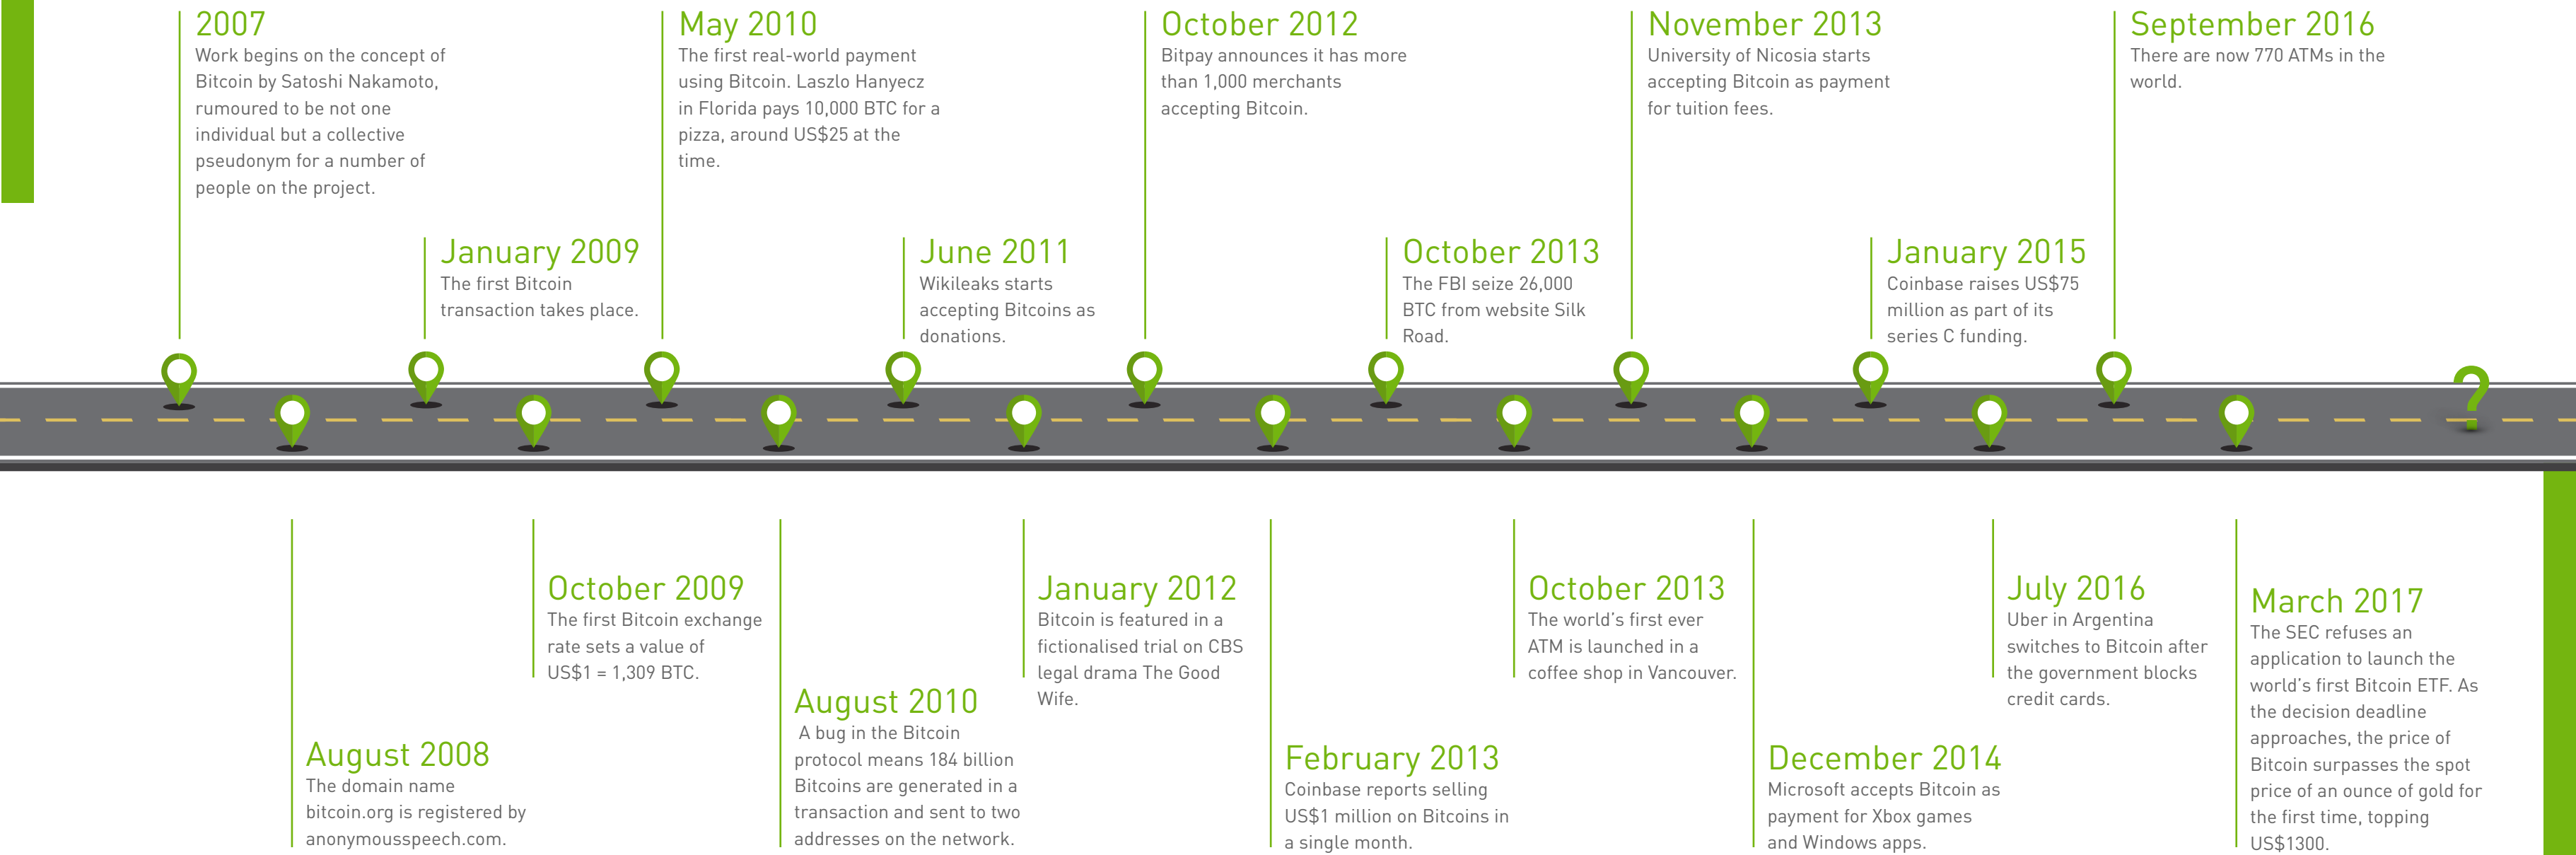 2007
Work begins on the concept of
Bitcoin by Satoshi Nakamoto,
rumoured to be not one
individual but a collective
pseudonym for a number of
people on the project.
May 2010
The first real-world payment
using Bitcoin. Laszlo Hanyecz
in Florida pays 10,000 BTC for a
pizza, around US$25 at the
time.
October 2012
Bitpay announces it has more
than 1,000 merchants
accepting Bitcoin.
November 2013
University of Nicosia starts
accepting Bitcoin as payment
for tuition fees.
September 2016
There are now 770 ATMs in the
world.
January 2009
The first Bitcoin
transaction takes place.
June 2011
Wikileaks starts
accepting Bitcoins as
donations.
October 2013
The FBI seize 26,000
BTC from website Silk
Road.
January 2015
Coinbase raises US$75
million as part of its
series C funding.
?
October 2009
The first Bitcoin exchange
rate sets a value of
US$1 = 1,309 BTC.
January 2012
Bitcoin is featured in a
fictionalised trial on CBS
legal drama The Good
Wife.
October 2013
The world's first ever
ATM is launched in a
coffee shop in Vancouver.
July 2016
Uber in Argentina
switches to Bitcoin after
the government blocks
credit cards.
March 2017
The SEC refuses an
application to launch the
world's first Bitcoin ETF. As
the decision deadline
approaches, the price of
Bitcoin surpasses the spot
price of an ounce of gold for
the first time, topping
US$1300.
August 2008
The domain name
bitcoin.org is registered by
anonymousspeech.com.
August 2010
A bug in the Bitcoin
protocol means 184 billion
Bitcoins are generated in a
transaction and sent to two
addresses on the network.
February 2013
Coinbase reports selling
US$1 million on Bitcoins in
a single month.
December 2014
Microsoft accepts Bitcoin as
payment for Xbox games
and Windows apps.